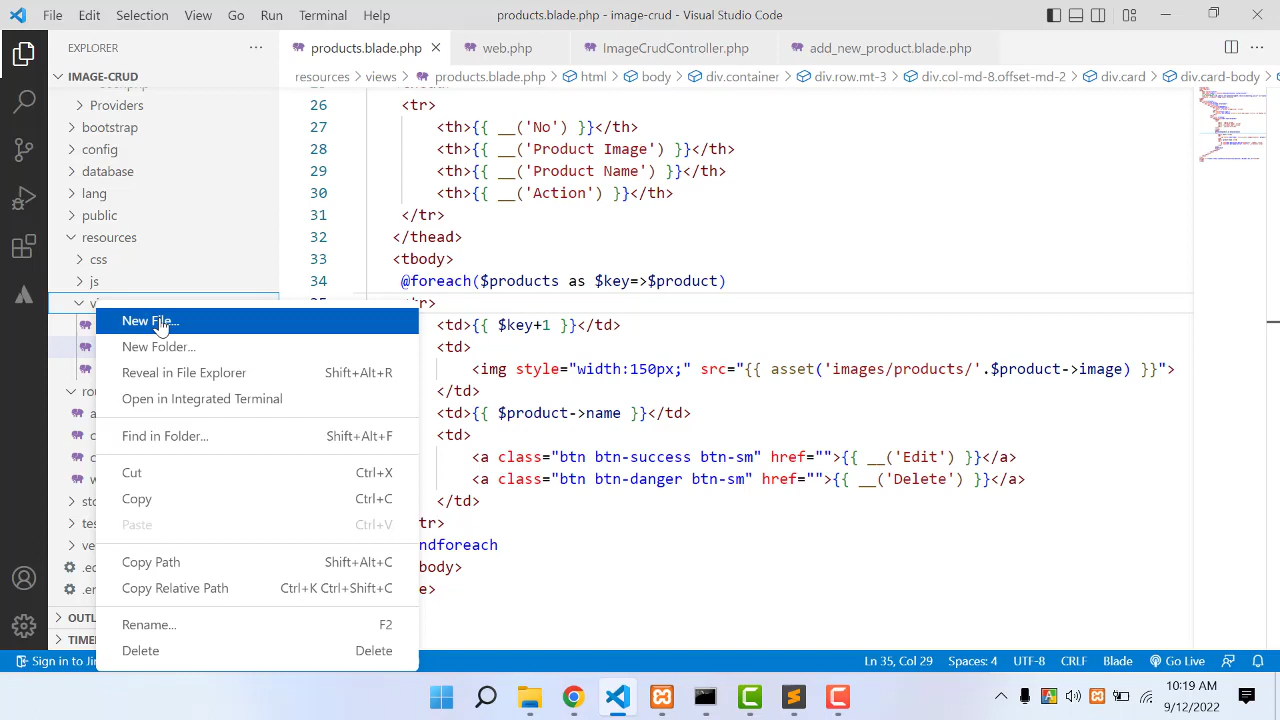 File Edit Selection View Go Run Terminal Help
products.blade.php - image-crud - Visual Studio Code
EXPLORER
products.blade.php
web.php
ImageCrudController.php
add_new_product.blade.php
resources > views > products.blade.php > html > body > div.container > div.row.mt-3 > div.col-md-8.offset-md-2 > div.card > div.card-body >
IMAGE-CRUD
Providers
bootstrap
config
database
lang
public
resources
css
js
26 <tr>
27 <th>{{ __('No') }}</th>
28 <th>{{ __('Product Image') }}</th>
29 <th>{{ __('Product Name') }}</th>
30 <th>{{ __('Action') }}</th>
31 </tr>
32 </thead>
33 <tbody>
34 @foreach($products as $key=>$product)
<td>{{ $key+1 }}</td>
<td>
<img style="width:150px;" src="{{ asset('images/products/'.$product->image) }}">
</td>
<td>{{ $product->name }}</td>
<td>
<a class="btn btn-success btn-sm" href="">{{ __('Edit') }}</a>
<a class="btn btn-danger btn-sm" href="">{{ __('Delete') }}</a>
</td>
tr>
ndforeach
body>
e>
New File...
New Folder...
Reveal in File Explorer Shift+Alt+R
Open in Integrated Terminal
Find in Folder... Shift+Alt+F
Cut Ctrl+X
Copy Ctrl+C
Paste Ctrl+V
Copy Path Shift+Alt+C
Copy Relative Path Ctrl+K Ctrl+Shift+C
Rename... F2
Delete Delete
OUTL
TIME
Sign in to Jir
Ln 35, Col 29 Spaces: 4 UTF-8 CRLF Blade Go Live
10:19 AM
9/12/2022